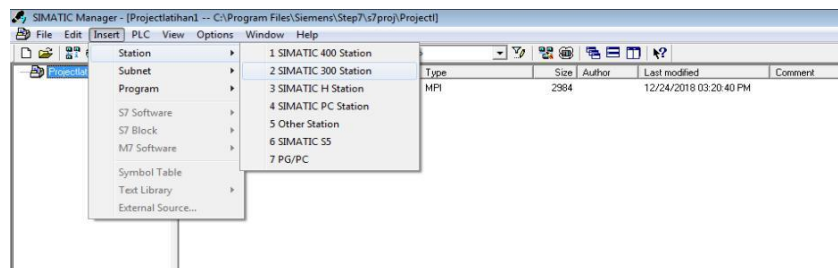 SIMATIC Manager - [Projectlatihan1 -- C:\Program Files\Siemens\Step7\s7proj\Projectl]
File Edit Insert PLC View Options Window Help
Station
Subnet
Program
S7 Software
S7 Block
M7 Software
Symbol Table
Text Library
External Source...
1 SIMATIC 400 Station
2 SIMATIC 300 Station
3 SIMATIC H Station
4 SIMATIC PC Station
5 Other Station
6 SIMATIC S5
7 PG/PC
Projectlat
Type Size Author Last modified Comment
MPI 2984 12/24/2018 03:20:40 PM